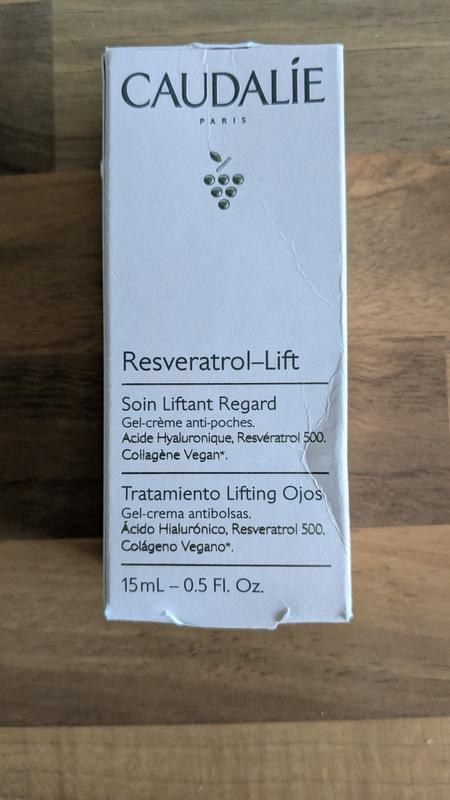 CAUDALÍE
PARIS
Resveratrol–Lift
Soin Liftant Regard
Gel-crème anti-poches.
Acide Hyaluronique, Resvératrol 500.
Collagène Vegan*.
Tratamiento Lifting Ojos
Gel-crema antibolsas.
Ácido Hialurónico, Resveratrol 500.
Colágeno Vegano*.
15mL – 0.5 Fl. Oz.